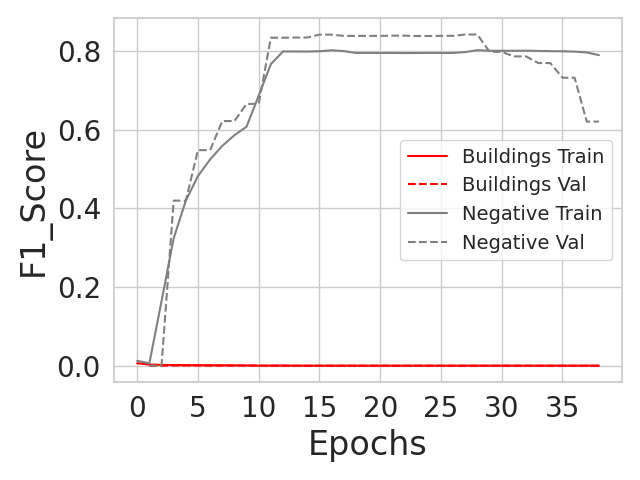 F1_Score
0.8
0.6
0.4
0.2
0.0
Buildings Train
Buildings Val
Negative Train
Negative Val
0 5 10 15 20 25 30 35
Epochs